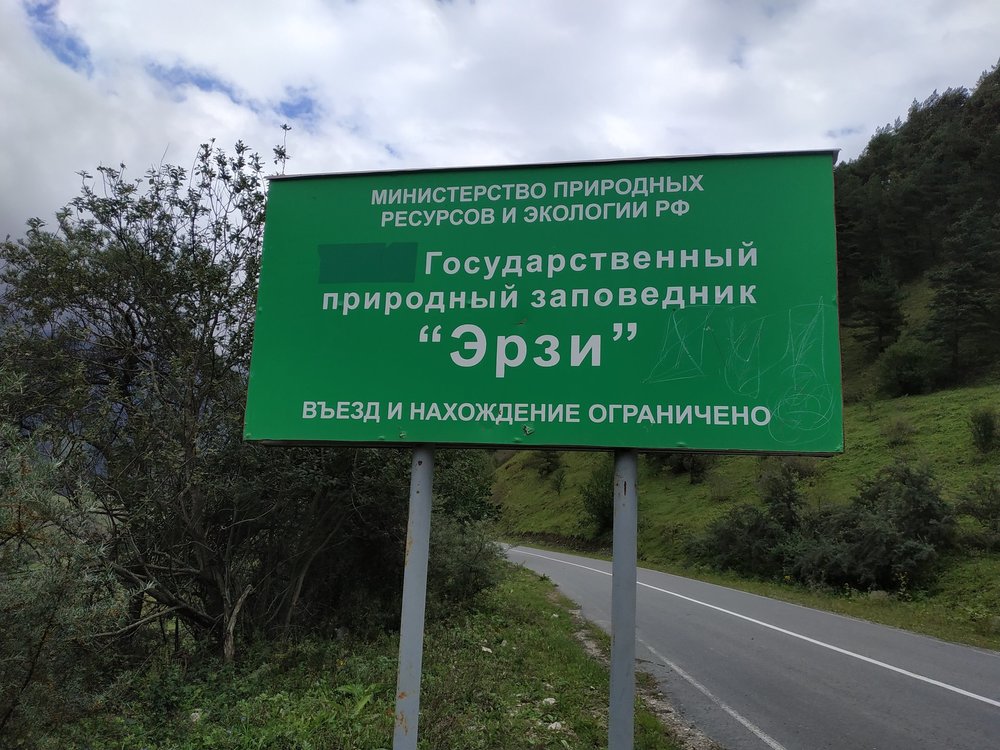 МИНИСТЕРСТВО ПРИРОДНЫХ
РЕСУРСОВ И ЭКОЛОГИИ РФ
Государственный
природный заповедник
“Эрзи”
ВЪЕЗД И НАХОЖДЕНИЕ ОГРАНИЧЕНО